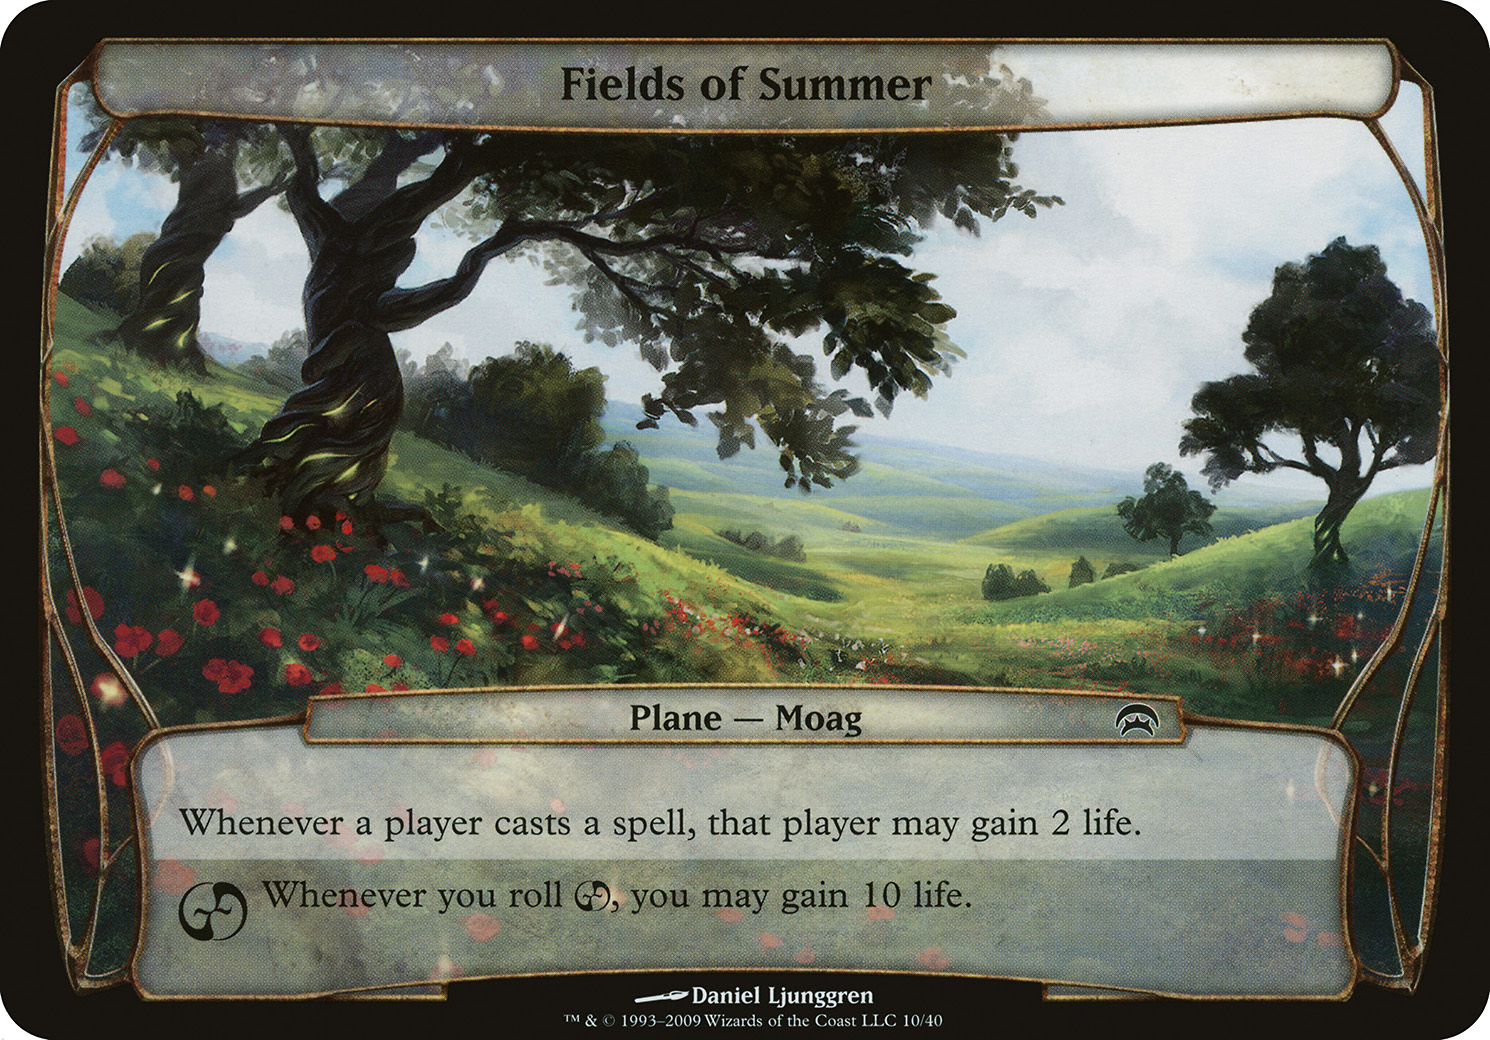 Fields of Summer
Plane — Moag
Whenever a player casts a spell, that player may gain 2 life.
Whenever you roll , you may gain 10 life.
Daniel Ljunggren
™ & © 1993–2009 Wizards of the Coast LLC 10/40